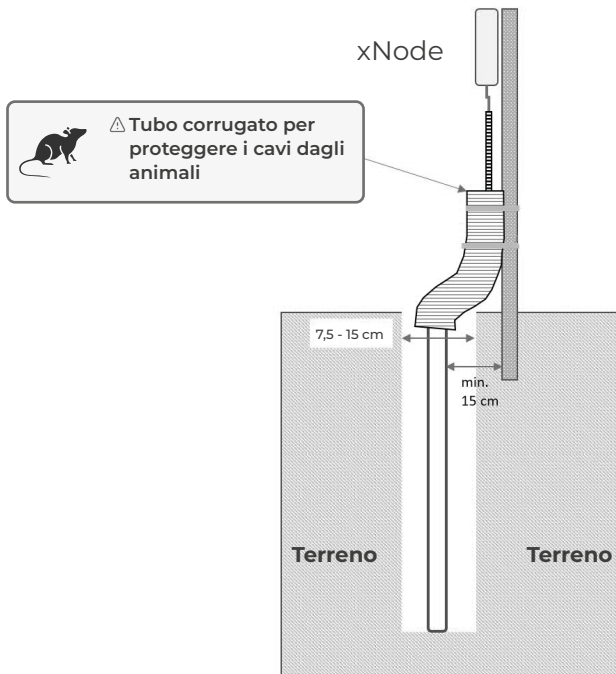 xNode
⚠ Tubo corrugato per
proteggere i cavi dagli
animali
7,5 - 15 cm
min.
15 cm
Terreno
Terreno